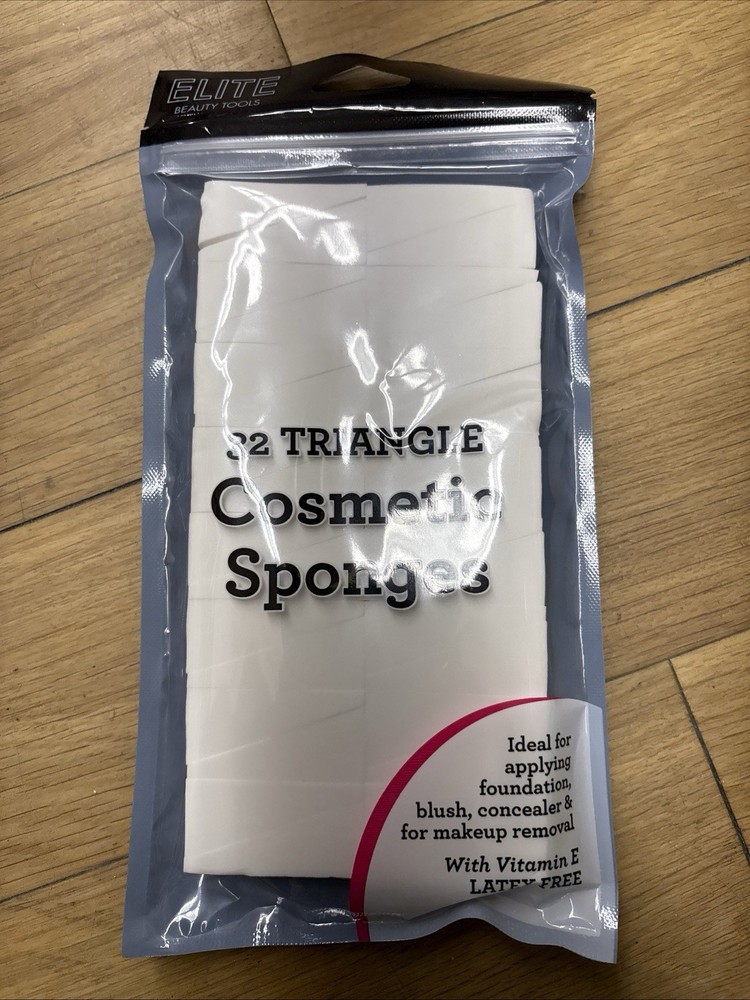 ELITE
BEAUTY TOOLS
32 TRIANGLE
Cosmetic
Sponges
Ideal for
applying
foundation,
blush, concealer &
for makeup removal
With Vitamin E
LATEX FREE